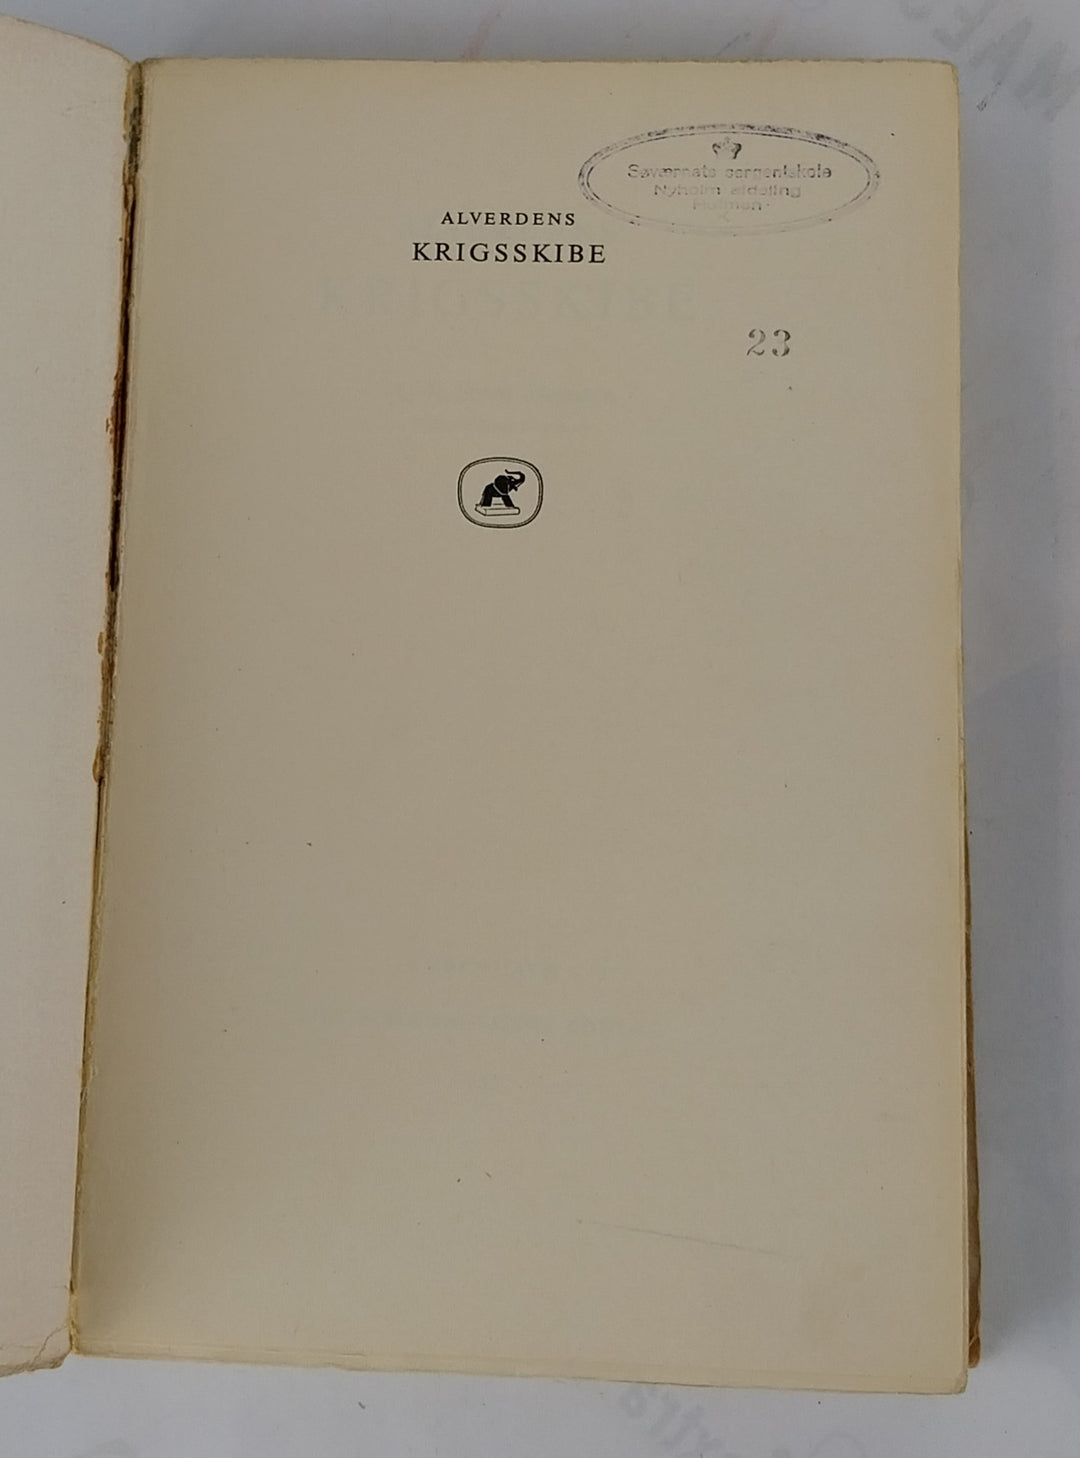 Søværnets sergentskole
Nyholm afdeling
Holmen
ALVERDENS
KRIGSSKIBE
23